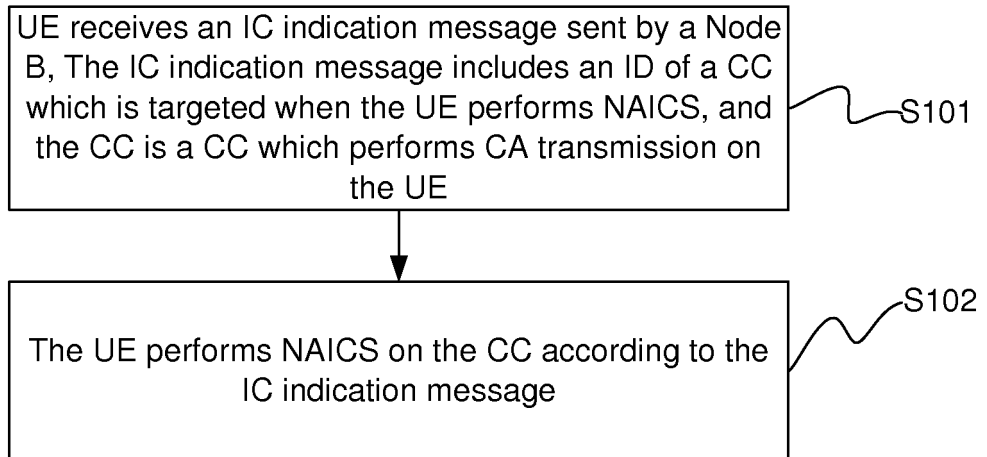 UE receives an IC indication message sent by a Node
B, The IC indication message includes an ID of a CC
which is targeted when the UE performs NAICS, and
the CC is a CC which performs CA transmission on
the UE
S101
S102
The UE performs NAICS on the CC according to the
IC indication message